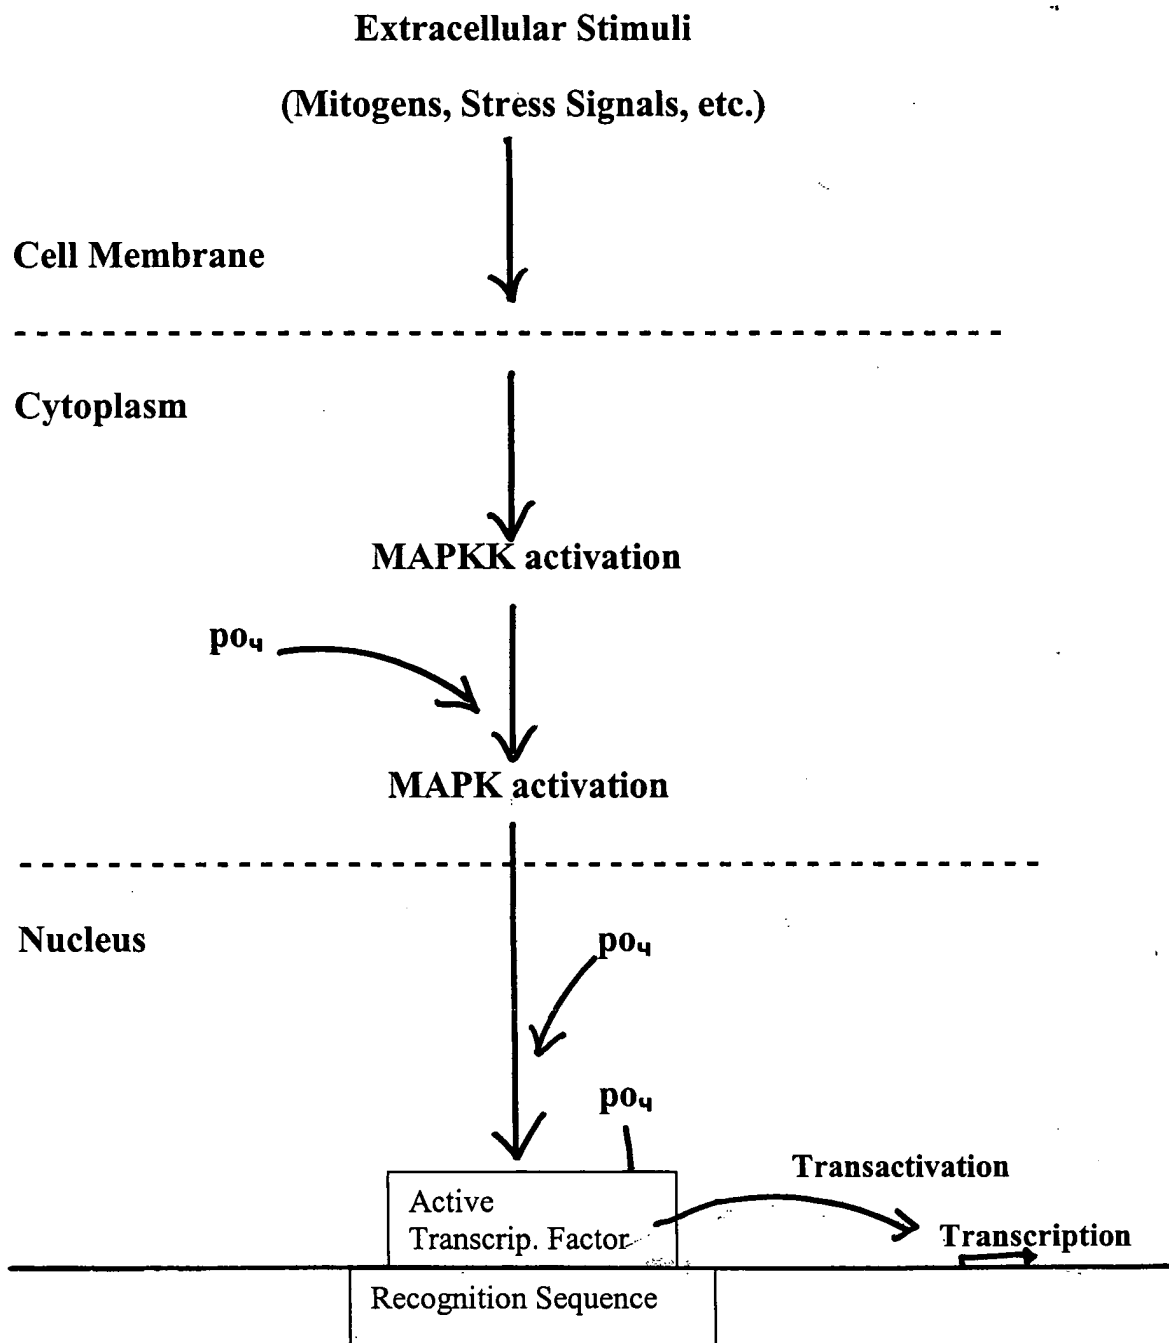 Extracellular Stimuli
(Mitogens, Stress Signals, etc.)
Cell Membrane
Cytoplasm
MAPKK activation
po₄
MAPK activation
Nucleus
po₄
po₄
Transactivation
Active
Transcrip. Factor
Transcription
Recognition Sequence